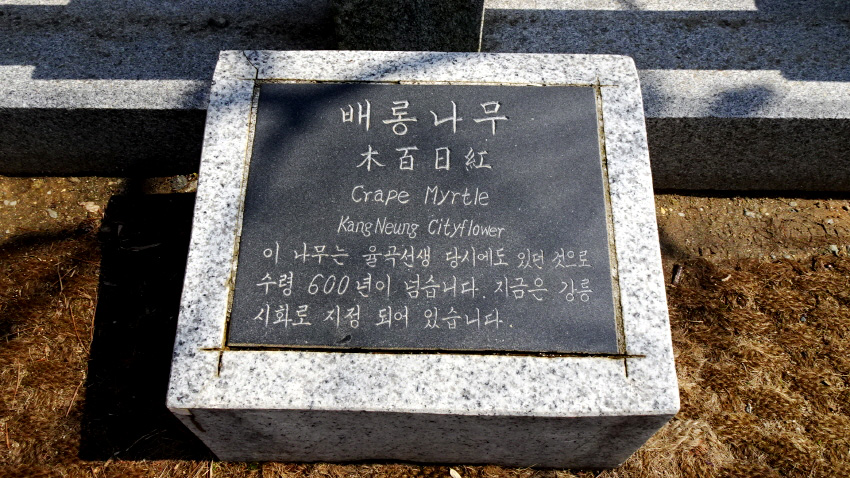 배롱나무
木百日紅
Crape Myrtle
KangNeung Cityflower
이 나무는 율곡선생 당시에도 있던 것으로
수령 600년이 넘습니다. 지금은 강릉
시화로 지정 되어 있습니다.